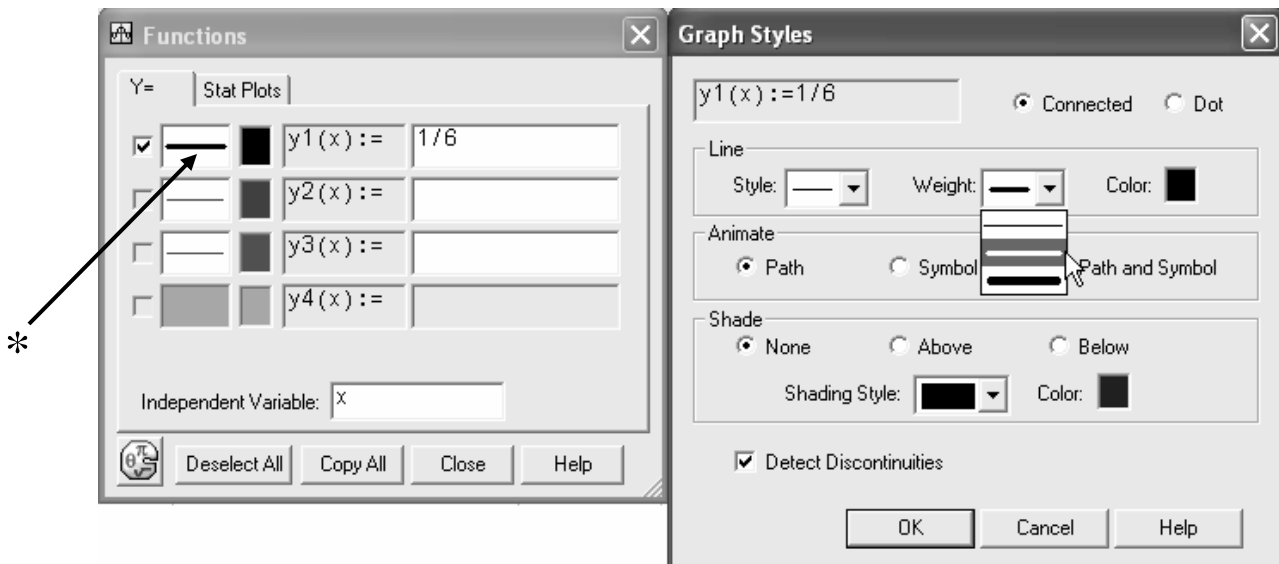 Functions
Y=
Stat Plots
y1(x):= 1/6
y2(x):=
y3(x):=
y4(x):=
*
Independent Variable: x
θ π
Deselect All Copy All Close Help
Graph Styles
y1(x):=1/6 Connected Dot
Line
Style: Weight: Color:
Animate
Path Symbol Path and Symbol
Shade
None Above Below
Shading Style: Color:
Detect Discontinuities
OK Cancel Help